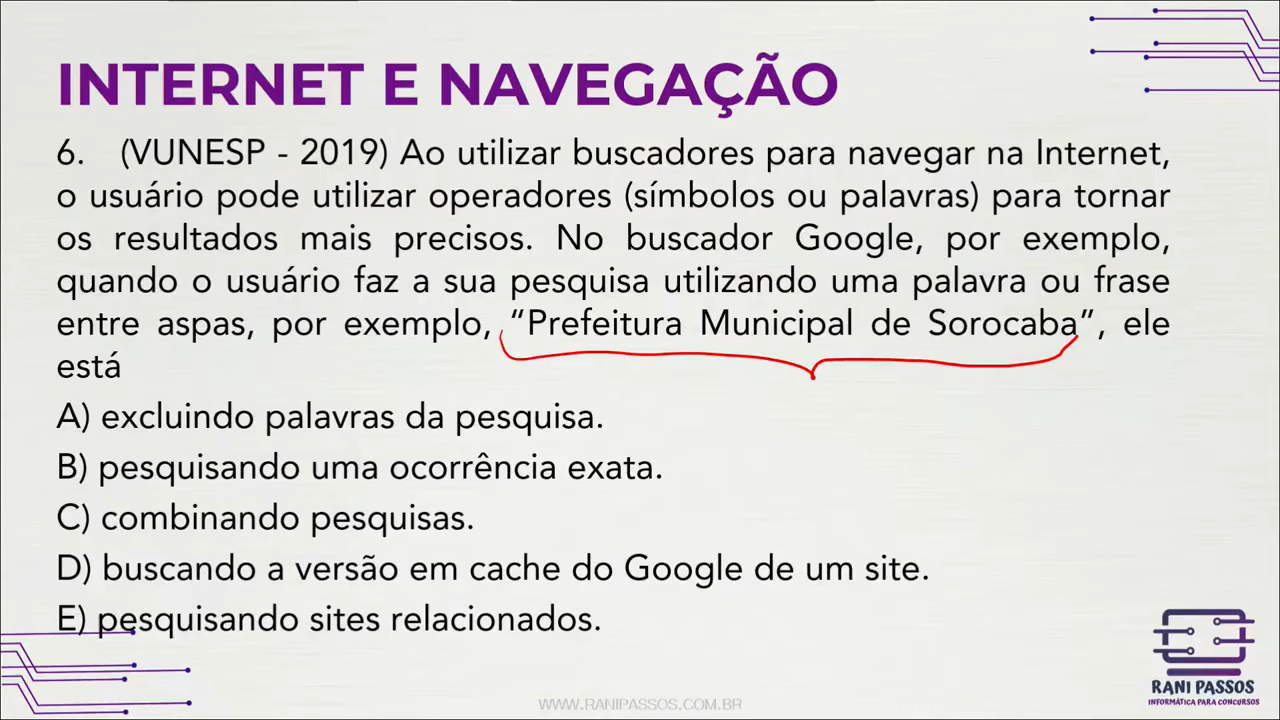 INTERNET E NAVEGAÇÃO
6. (VUNESP - 2019) Ao utilizar buscadores para navegar na Internet,
o usuário pode utilizar operadores (símbolos ou palavras) para tornar
os resultados mais precisos. No buscador Google, por exemplo,
quando o usuário faz a sua pesquisa utilizando uma palavra ou frase
entre aspas, por exemplo, “Prefeitura Municipal de Sorocaba”, ele
está
A) excluindo palavras da pesquisa.
B) pesquisando uma ocorrência exata.
C) combinando pesquisas.
D) buscando a versão em cache do Google de um site.
E) pesquisando sites relacionados.
RANI PASSOS
INFORMÁTICA PARA CONCURSOS
WWW.RANIPASSOS.COM.BR